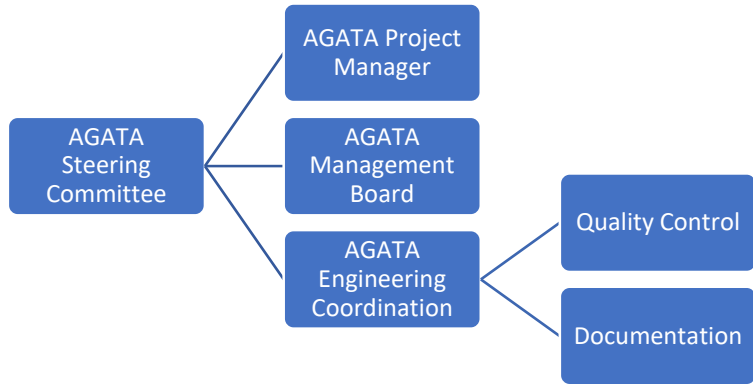 AGATA Project
Manager
AGATA
Steering
Committee
AGATA
Management
Board
AGATA
Engineering
Coordination
Quality Control
Documentation